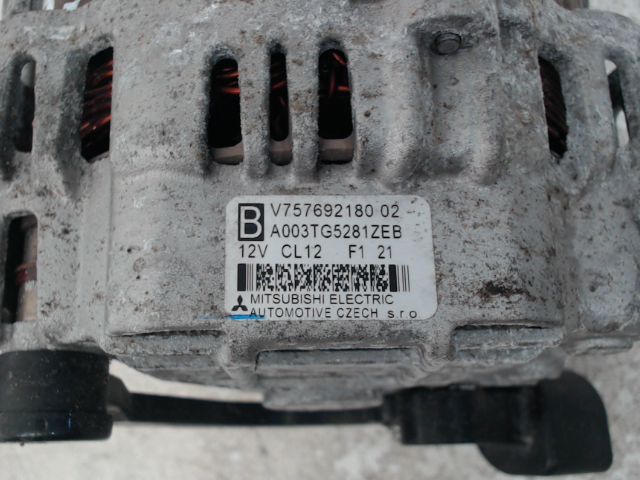 B V757692180 02
A003TG5281ZEB
12V CL12 F1 21
MITSUBISHI ELECTRIC
AUTOMOTIVE CZECH s.r.o